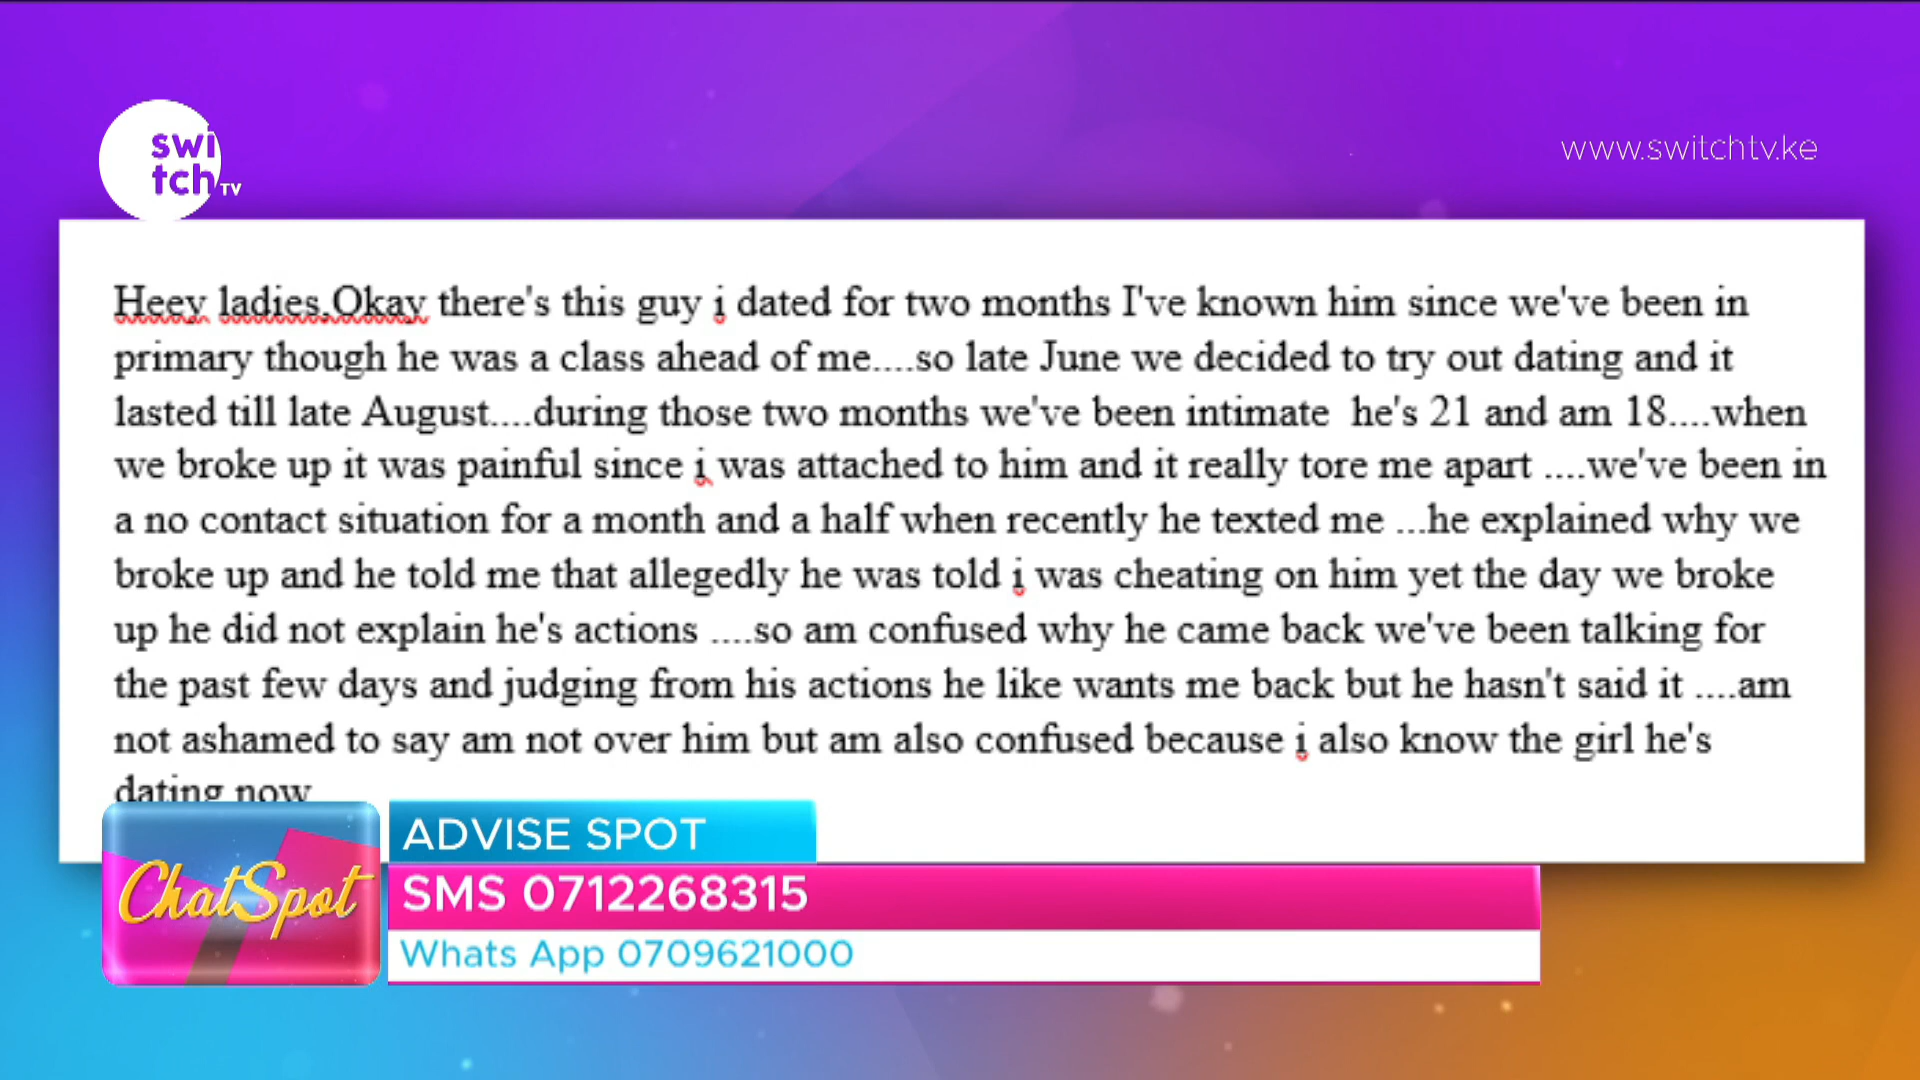 swi
tch TV
www.switchtv.ke
Heey ladies,Okay there's this guy i dated for two months I've known him since we've been in
primary though he was a class ahead of me....so late June we decided to try out dating and it
lasted till late August....during those two months we've been intimate  he's 21 and am 18....when
we broke up it was painful since i was attached to him and it really tore me apart ....we've been in
a no contact situation for a month and a half when recently he texted me ...he explained why we
broke up and he told me that allegedly he was told i was cheating on him yet the day we broke
up he did not explain he's actions ....so am confused why he came back we've been talking for
the past few days and judging from his actions he like wants me back but he hasn't said it ....am
not ashamed to say am not over him but am also confused because i also know the girl he's
dating now
ChatSpot
ADVISE SPOT
SMS 0712268315
Whats App 0709621000